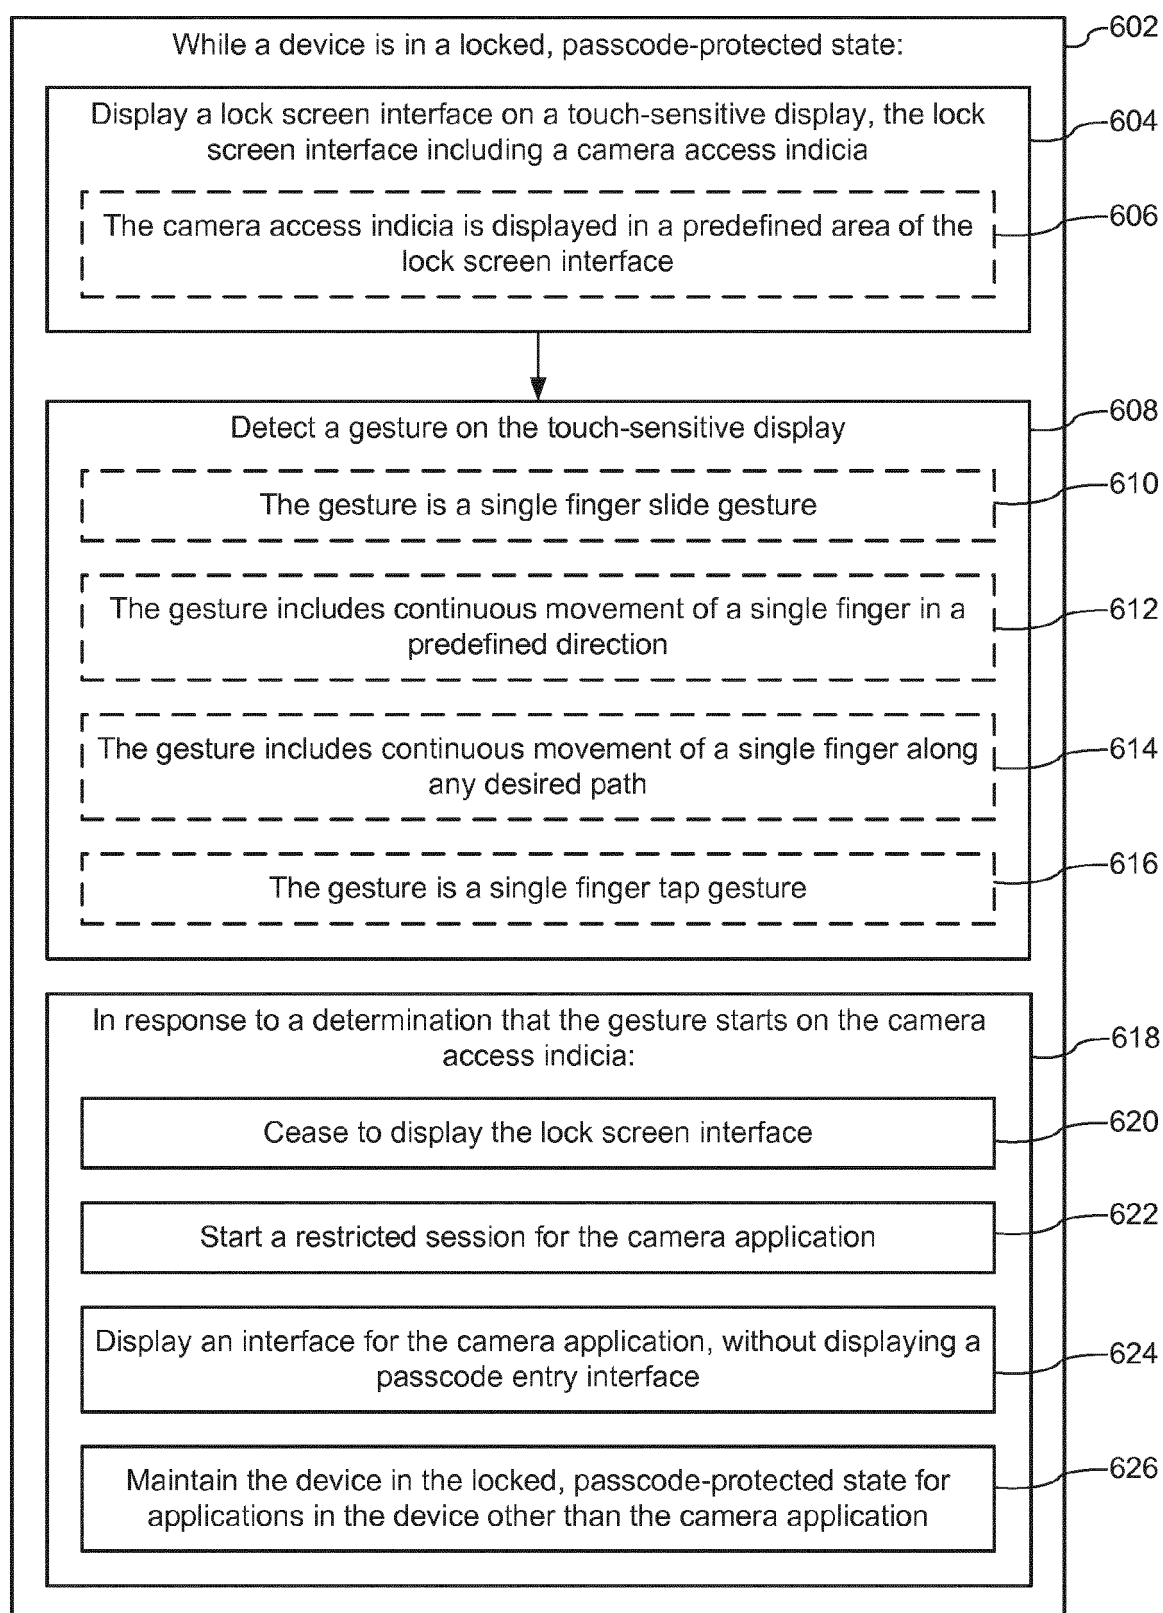 While a device is in a locked, passcode-protected state:
602
Display a lock screen interface on a touch-sensitive display, the lock
screen interface including a camera access indicia
604
The camera access indicia is displayed in a predefined area of the
lock screen interface
606
Detect a gesture on the touch-sensitive display
608
The gesture is a single finger slide gesture
610
The gesture includes continuous movement of a single finger in a
predefined direction
612
The gesture includes continuous movement of a single finger along
any desired path
614
The gesture is a single finger tap gesture
616
In response to a determination that the gesture starts on the camera
access indicia:
618
Cease to display the lock screen interface
620
Start a restricted session for the camera application
622
Display an interface for the camera application, without displaying a
passcode entry interface
624
Maintain the device in the locked, passcode-protected state for
applications in the device other than the camera application
626